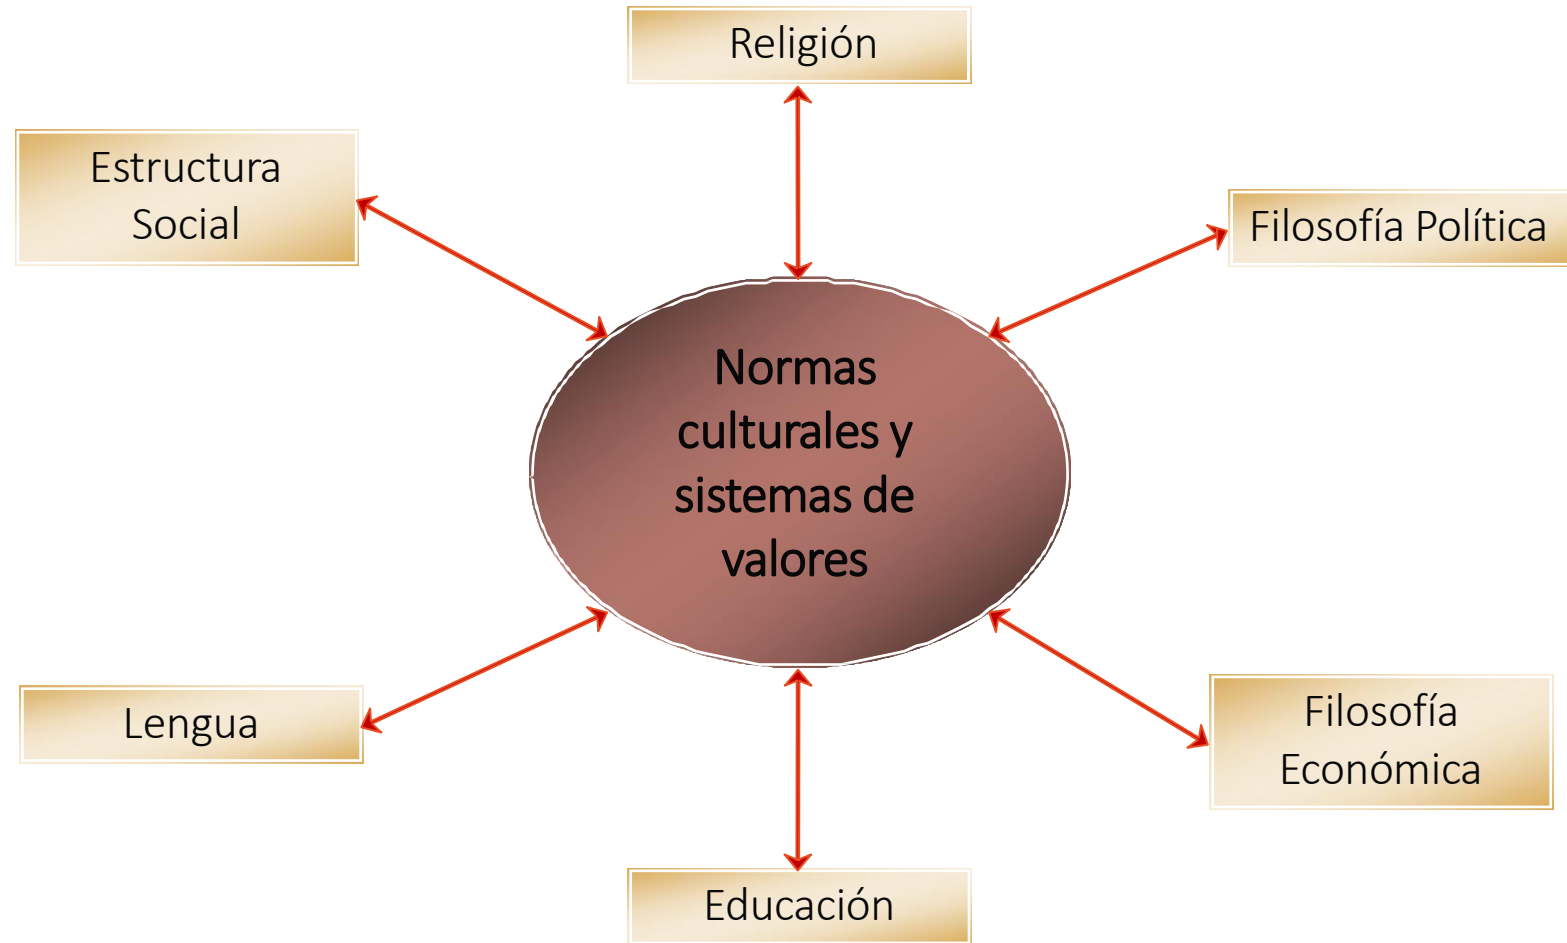 Religión
Estructura
Social
Filosofía Política
Normas
culturales y
sistemas de
valores
Lengua
Filosofía
Económica
Educación